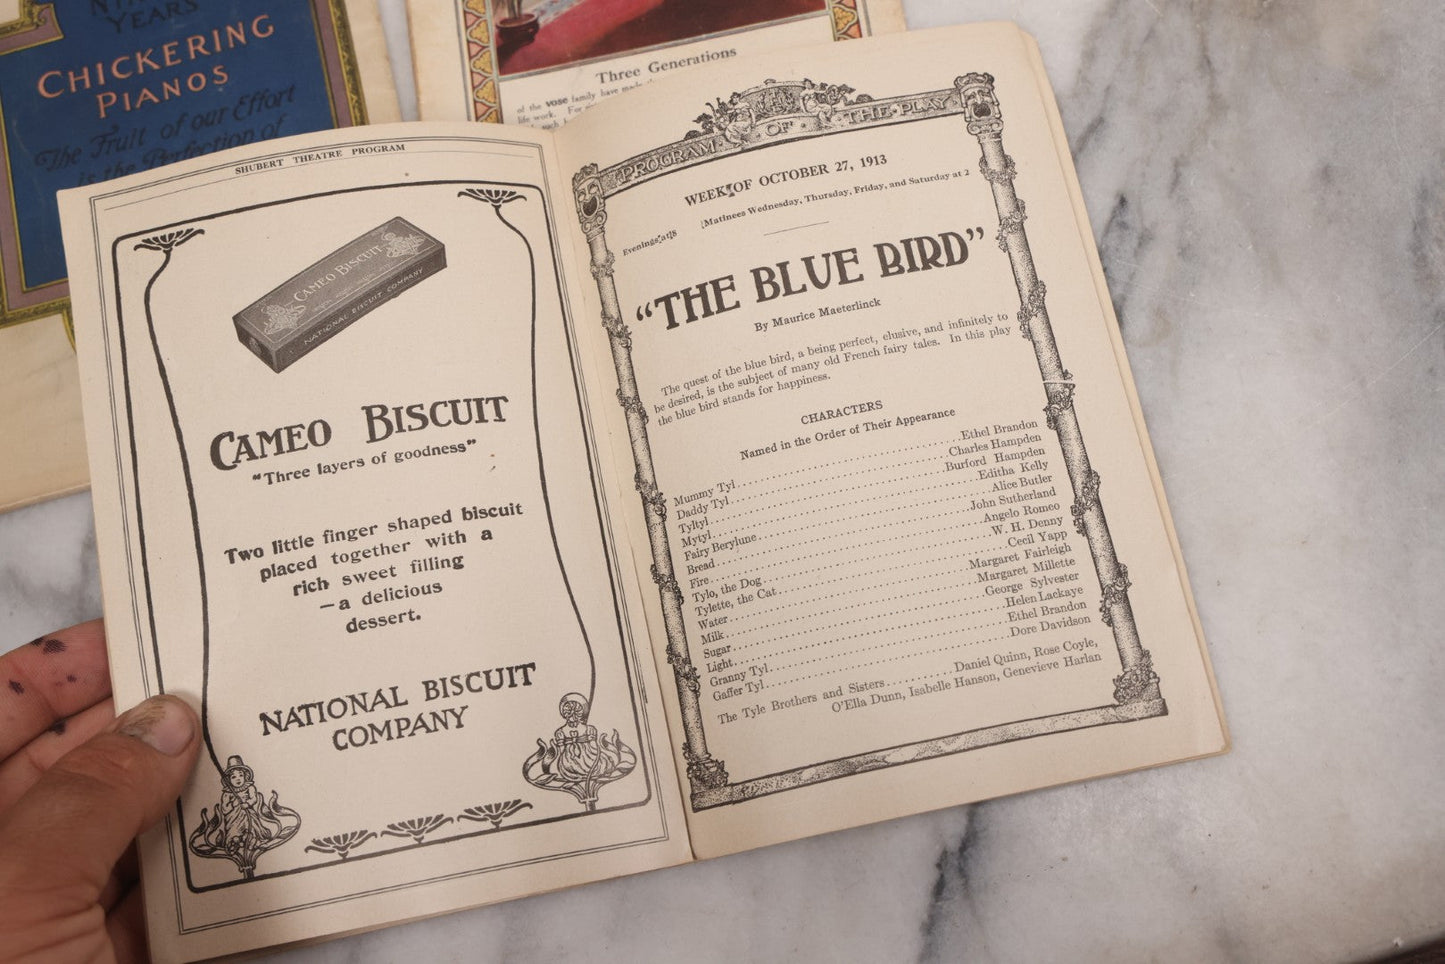 NINETY
YEARS
CHICKERING
PIANOS
The Fruit of our Effort
is the Perfection of
Three Generations
of the vose family have made
life work. For
SHUBERT THEATRE PROGRAM
CAMEO BISCUIT
NATIONAL BISCUIT COMPANY
CAMEO BISCUIT
"Three layers of goodness"
Two little finger shaped biscuit
placed together with a
rich sweet filling
—a delicious
dessert.
NATIONAL BISCUIT
COMPANY
PROGRAM · OF · THE · PLAY
WEEK OF OCTOBER 27, 1913
Evenings at 8 Matinees Wednesday, Thursday, Friday, and Saturday at 2
"THE BLUE BIRD"
By Maurice Maeterlinck
The quest of the blue bird, a being perfect, elusive, and infinitely to
be desired, is the subject of many old French fairy tales. In this play
the blue bird stands for happiness.
CHARACTERS
Named in the Order of Their Appearance
Mummy Tyl....................Ethel Brandon
Daddy Tyl....................Charles Hampden
Tyltyl....................Burford Hampden
Mytyl....................Editha Kelly
Fairy Berylune....................Alice Butler
Bread....................John Sutherland
Fire....................Angelo Romeo
Tylo, the Dog....................W. H. Denny
Tylette, the Cat....................Cecil Yapp
Water....................Margaret Fairleigh
Milk....................Margaret Millette
Sugar....................George Sylvester
Light....................Helen Lackaye
Granny Tyl....................Ethel Brandon
Gaffer Tyl....................Dore Davidson
The Tyle Brothers and Sisters..........Daniel Quinn, Rose Coyle,
O'Ella Dunn, Isabelle Hanson, Genevieve Harlan